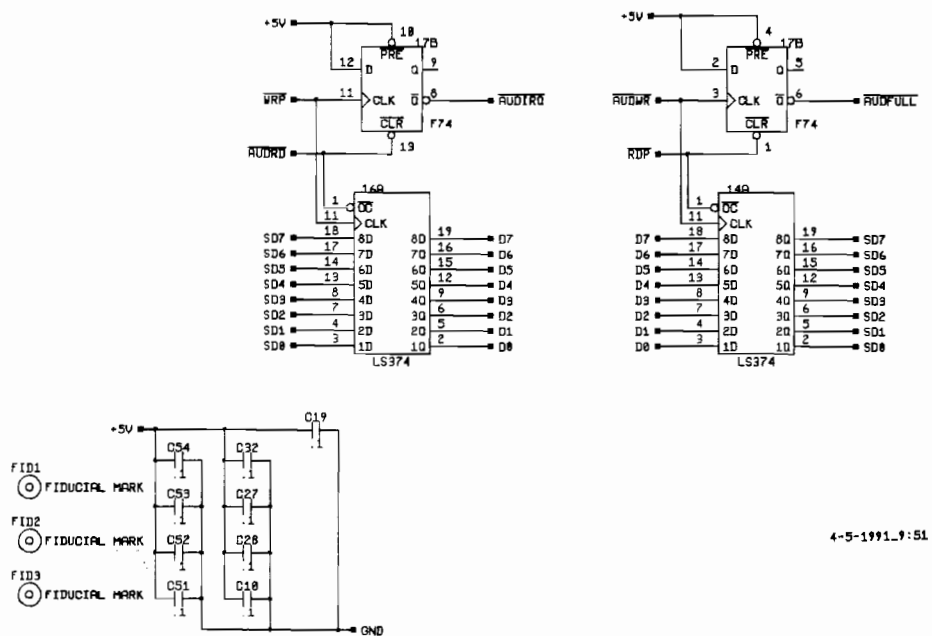 +5V 10 17B
PRE
12 D Q 9
WRP 11 CLK Q 8 AUDIRQ
CLR F74
13
AUDRD
16A
1 OC
11 CLK
SD7 18 8D 8Q 19 D7
SD6 17 7D 7Q 16 D6
SD5 14 6D 6Q 15 D5
SD4 13 5D 5Q 12 D4
SD3 8 4D 4Q 9 D3
SD2 7 3D 3Q 6 D2
SD1 4 2D 2Q 5 D1
SD0 3 1D 1Q 2 D0
LS374
+5V 4 17B
PRE
2 D Q 5
AUDWR 3 CLK Q 6 AUDFULL
CLR F74
1
RDP
14A
1 OC
11 CLK
D7 18 8D 8Q 19 SD7
D6 17 7D 7Q 16 SD6
D5 14 6D 6Q 15 SD5
D4 13 5D 5Q 12 SD4
D3 8 4D 4Q 9 SD3
D2 7 3D 3Q 6 SD2
D1 4 2D 2Q 5 SD1
D0 3 1D 1Q 2 SD0
LS374
+5V C19
.1
C54 C32
.1 .1
FID1
FIDUCIAL MARK
C53 C27
.1 .1
FID2
FIDUCIAL MARK
C52 C28
.1 .1
FID3
FIDUCIAL MARK
C51 C10
.1 .1
GND
4-5-1991_9:51